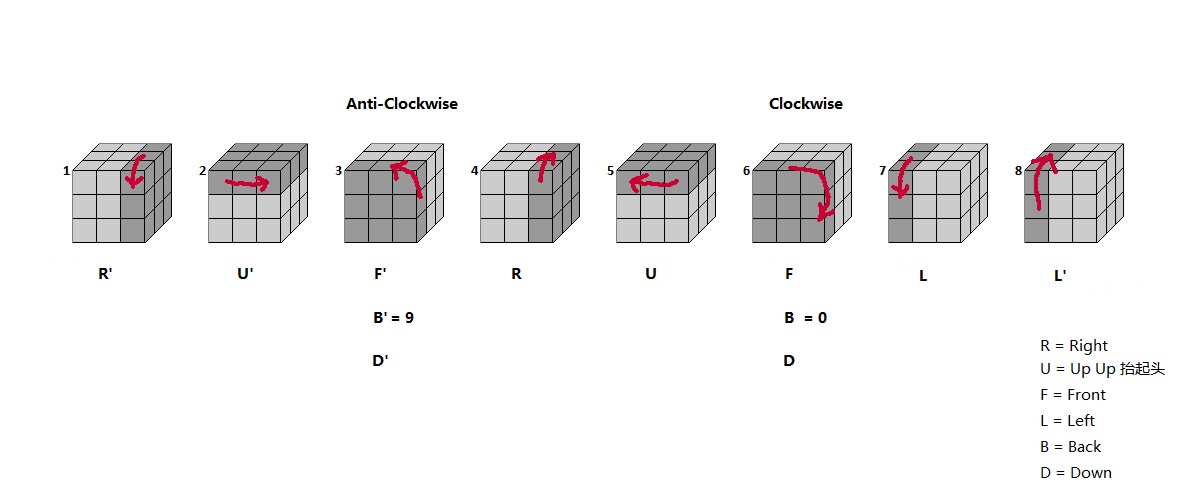 Anti-Clockwise Clockwise
1 2 3 4 5 6 7 8
R' U' F' R U F L L'
B' = 9 B = 0
D' D
R = Right
U = Up Up 抬起头
F = Front
L = Left
B = Back
D = Down